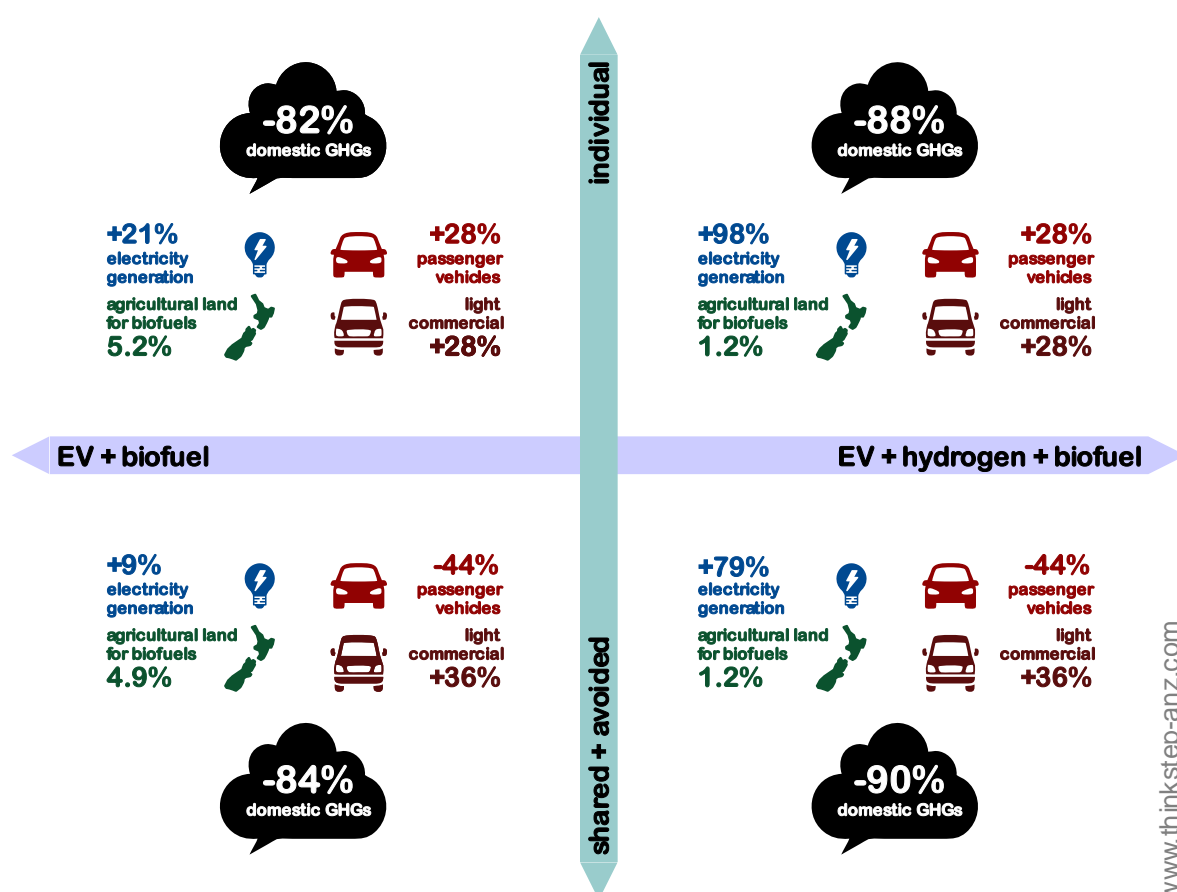 individual
-82%
domestic GHGs
-88%
domestic GHGs
+21%
electricity
generation
agricultural land
for biofuels
5.2%
+28%
passenger
vehicles
light
commercial
+28%
+98%
electricity
generation
agricultural land
for biofuels
1.2%
+28%
passenger
vehicles
light
commercial
+28%
EV + biofuel
EV + hydrogen + biofuel
+9%
electricity
generation
agricultural land
for biofuels
4.9%
-44%
passenger
vehicles
light
commercial
+36%
+79%
electricity
generation
agricultural land
for biofuels
1.2%
-44%
passenger
vehicles
light
commercial
+36%
-84%
domestic GHGs
-90%
domestic GHGs
shared + avoided
www.thinkstep-anz.com